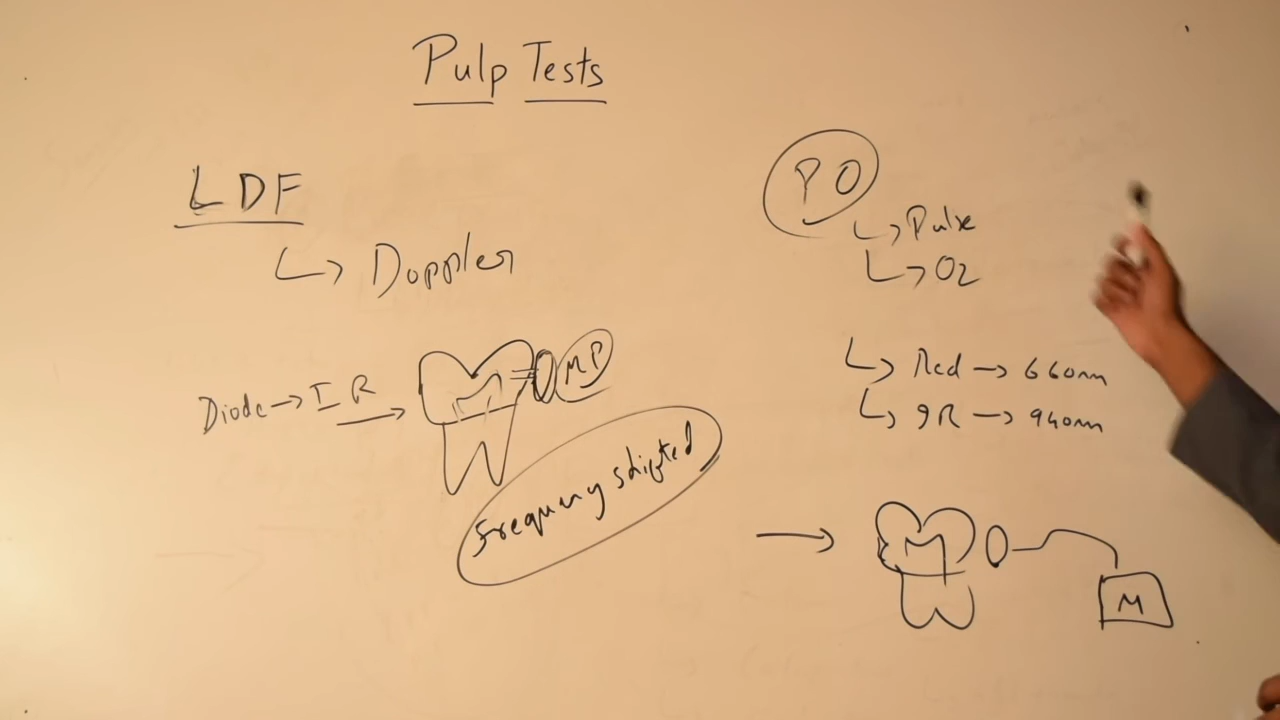 Pulp Tests
LDF
↳ Doppler
Diode → IR →
MP
Frequency shifted
PO
↳ Pulse
↳ O2
↳ Red → 660nm
↳ IR → 940nm
→
M